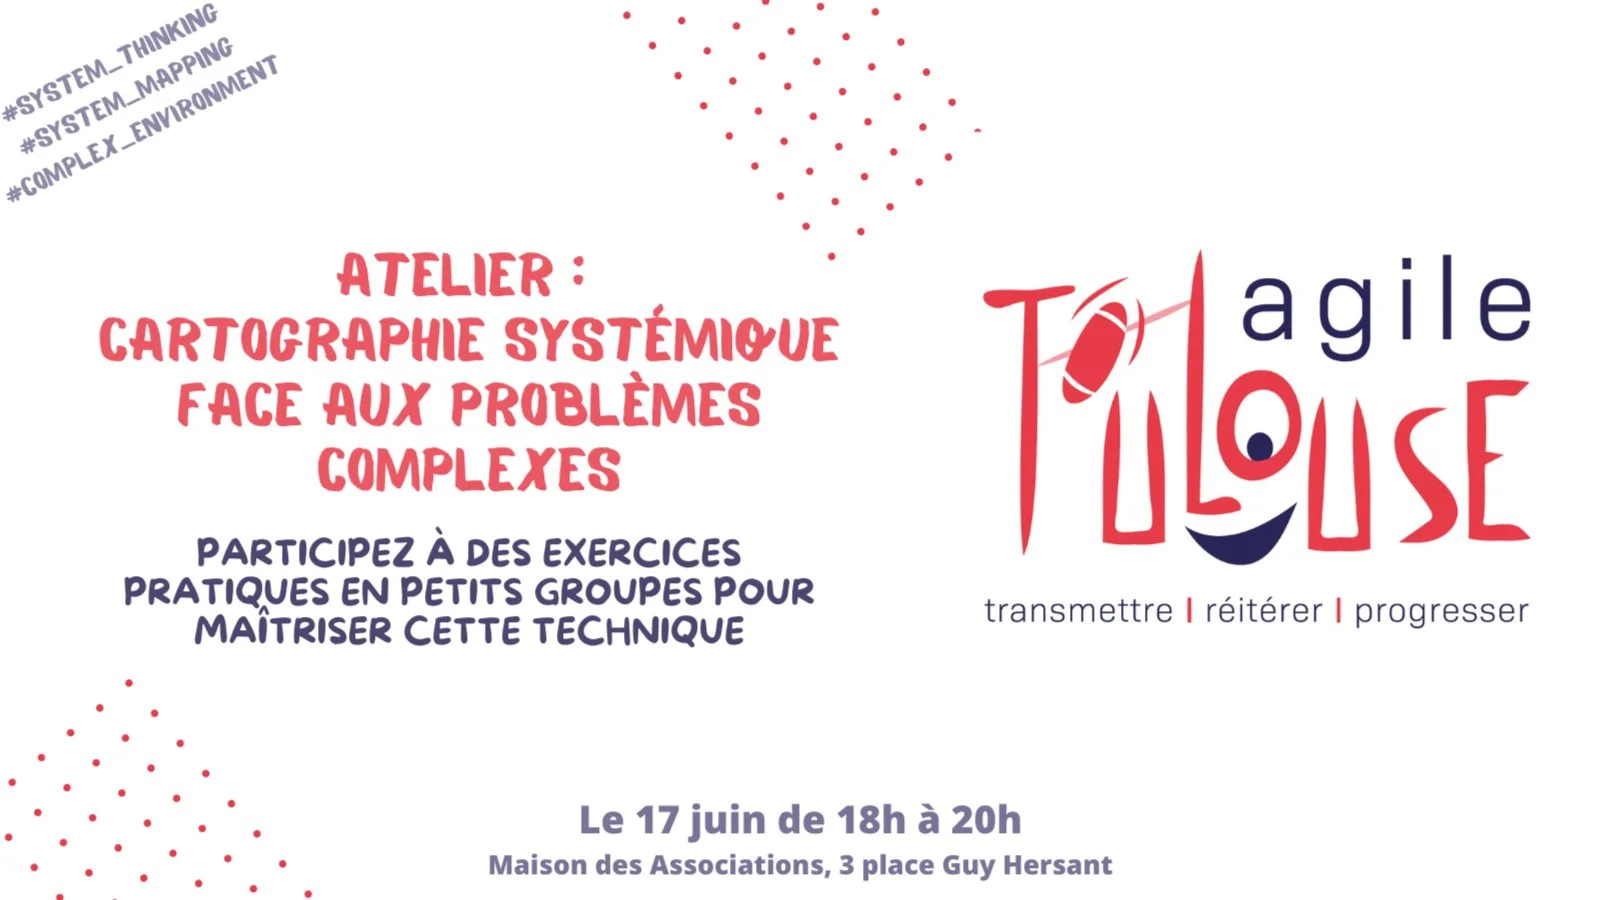 #SYSTEM_THINKING
#SYSTEM_MAPPING
#COMPLEX_ENVIRONMENT
ATELIER :
CARTOGRAPHIE SYSTÉMIQUE
FACE AUX PROBLÈMES
COMPLEXES
PARTICIPEZ À DES EXERCICES
PRATIQUES EN PETITS GROUPES POUR
MAÎTRISER CETTE TECHNIQUE
agile
TOULOUSE
transmettre | réitérer | progresser
Le 17 juin de 18h à 20h
Maison des Associations, 3 place Guy Hersant